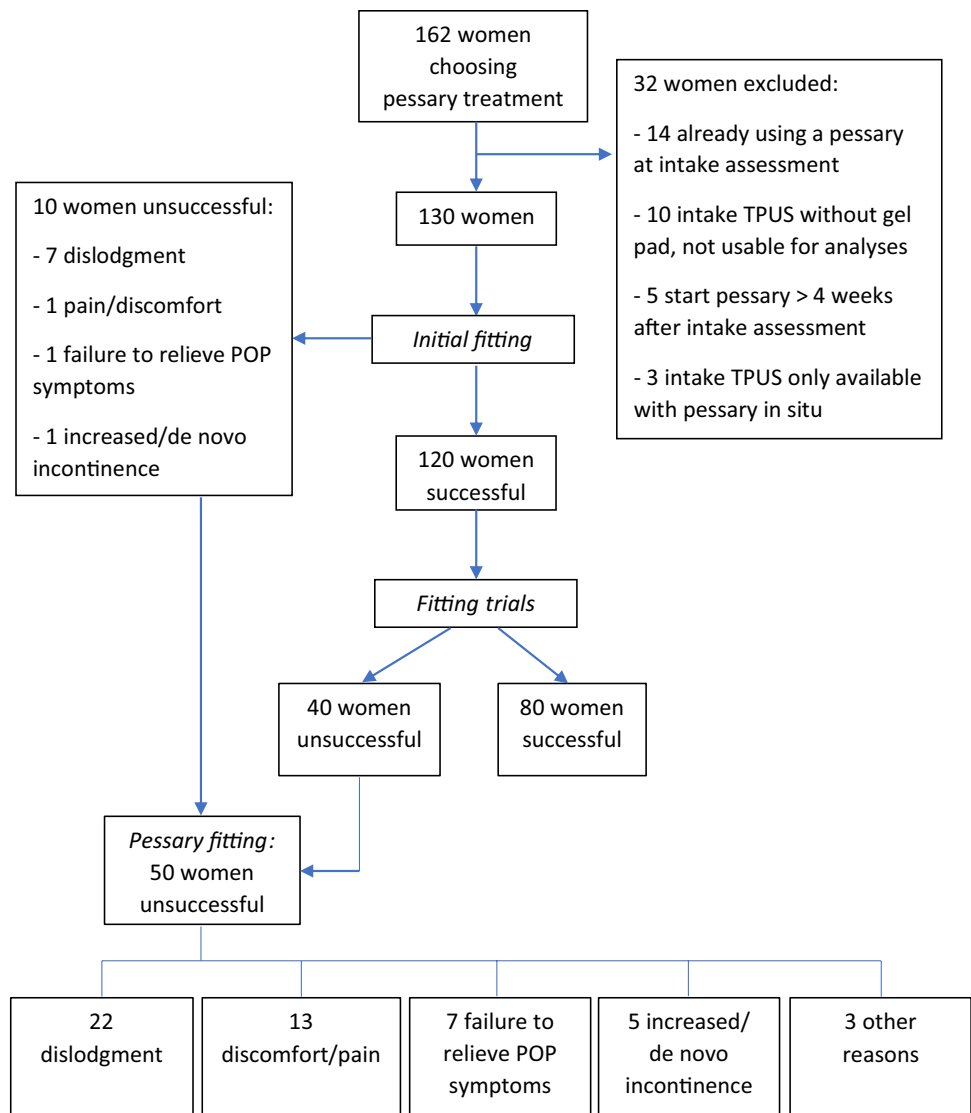 162 women
choosing
pessary treatment
32 women excluded:
- 14 already using a pessary
at intake assessment
- 10 intake TPUS without gel
pad, not usable for analyses
- 5 start pessary > 4 weeks
after intake assessment
- 3 intake TPUS only available
with pessary in situ
130 women
10 women unsuccessful:
- 7 dislodgment
- 1 pain/discomfort
- 1 failure to relieve POP
symptoms
- 1 increased/de novo
incontinence
Initial fitting
120 women
successful
Fitting trials
40 women
unsuccessful
80 women
successful
Pessary fitting:
50 women
unsuccessful
22
dislodgment
13
discomfort/pain
7 failure to
relieve POP
symptoms
5 increased/
de novo
incontinence
3 other
reasons